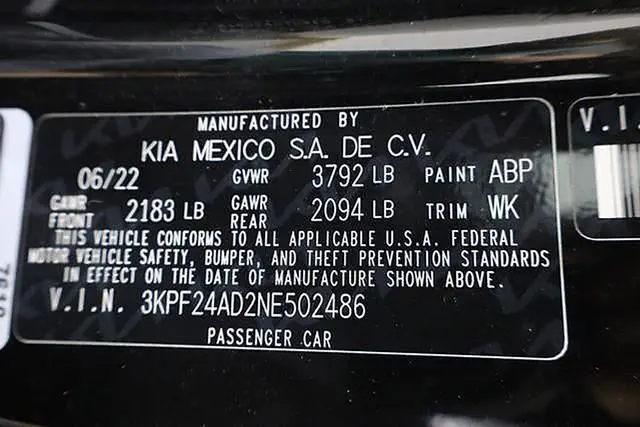 MANUFACTURED BY
KIA MEXICO S.A. DE C.V.
06/22 GVWR 3792 LB PAINT ABP
GAWR FRONT 2183 LB GAWR REAR 2094 LB TRIM WK
THIS VEHICLE CONFORMS TO ALL APPLICABLE U.S.A. FEDERAL
MOTOR VEHICLE SAFETY, BUMPER, AND THEFT PREVENTION STANDARDS
IN EFFECT ON THE DATE OF MANUFACTURE SHOWN ABOVE.
V.I.N. 3KPF24AD2NE502486
PASSENGER CAR
V.I.